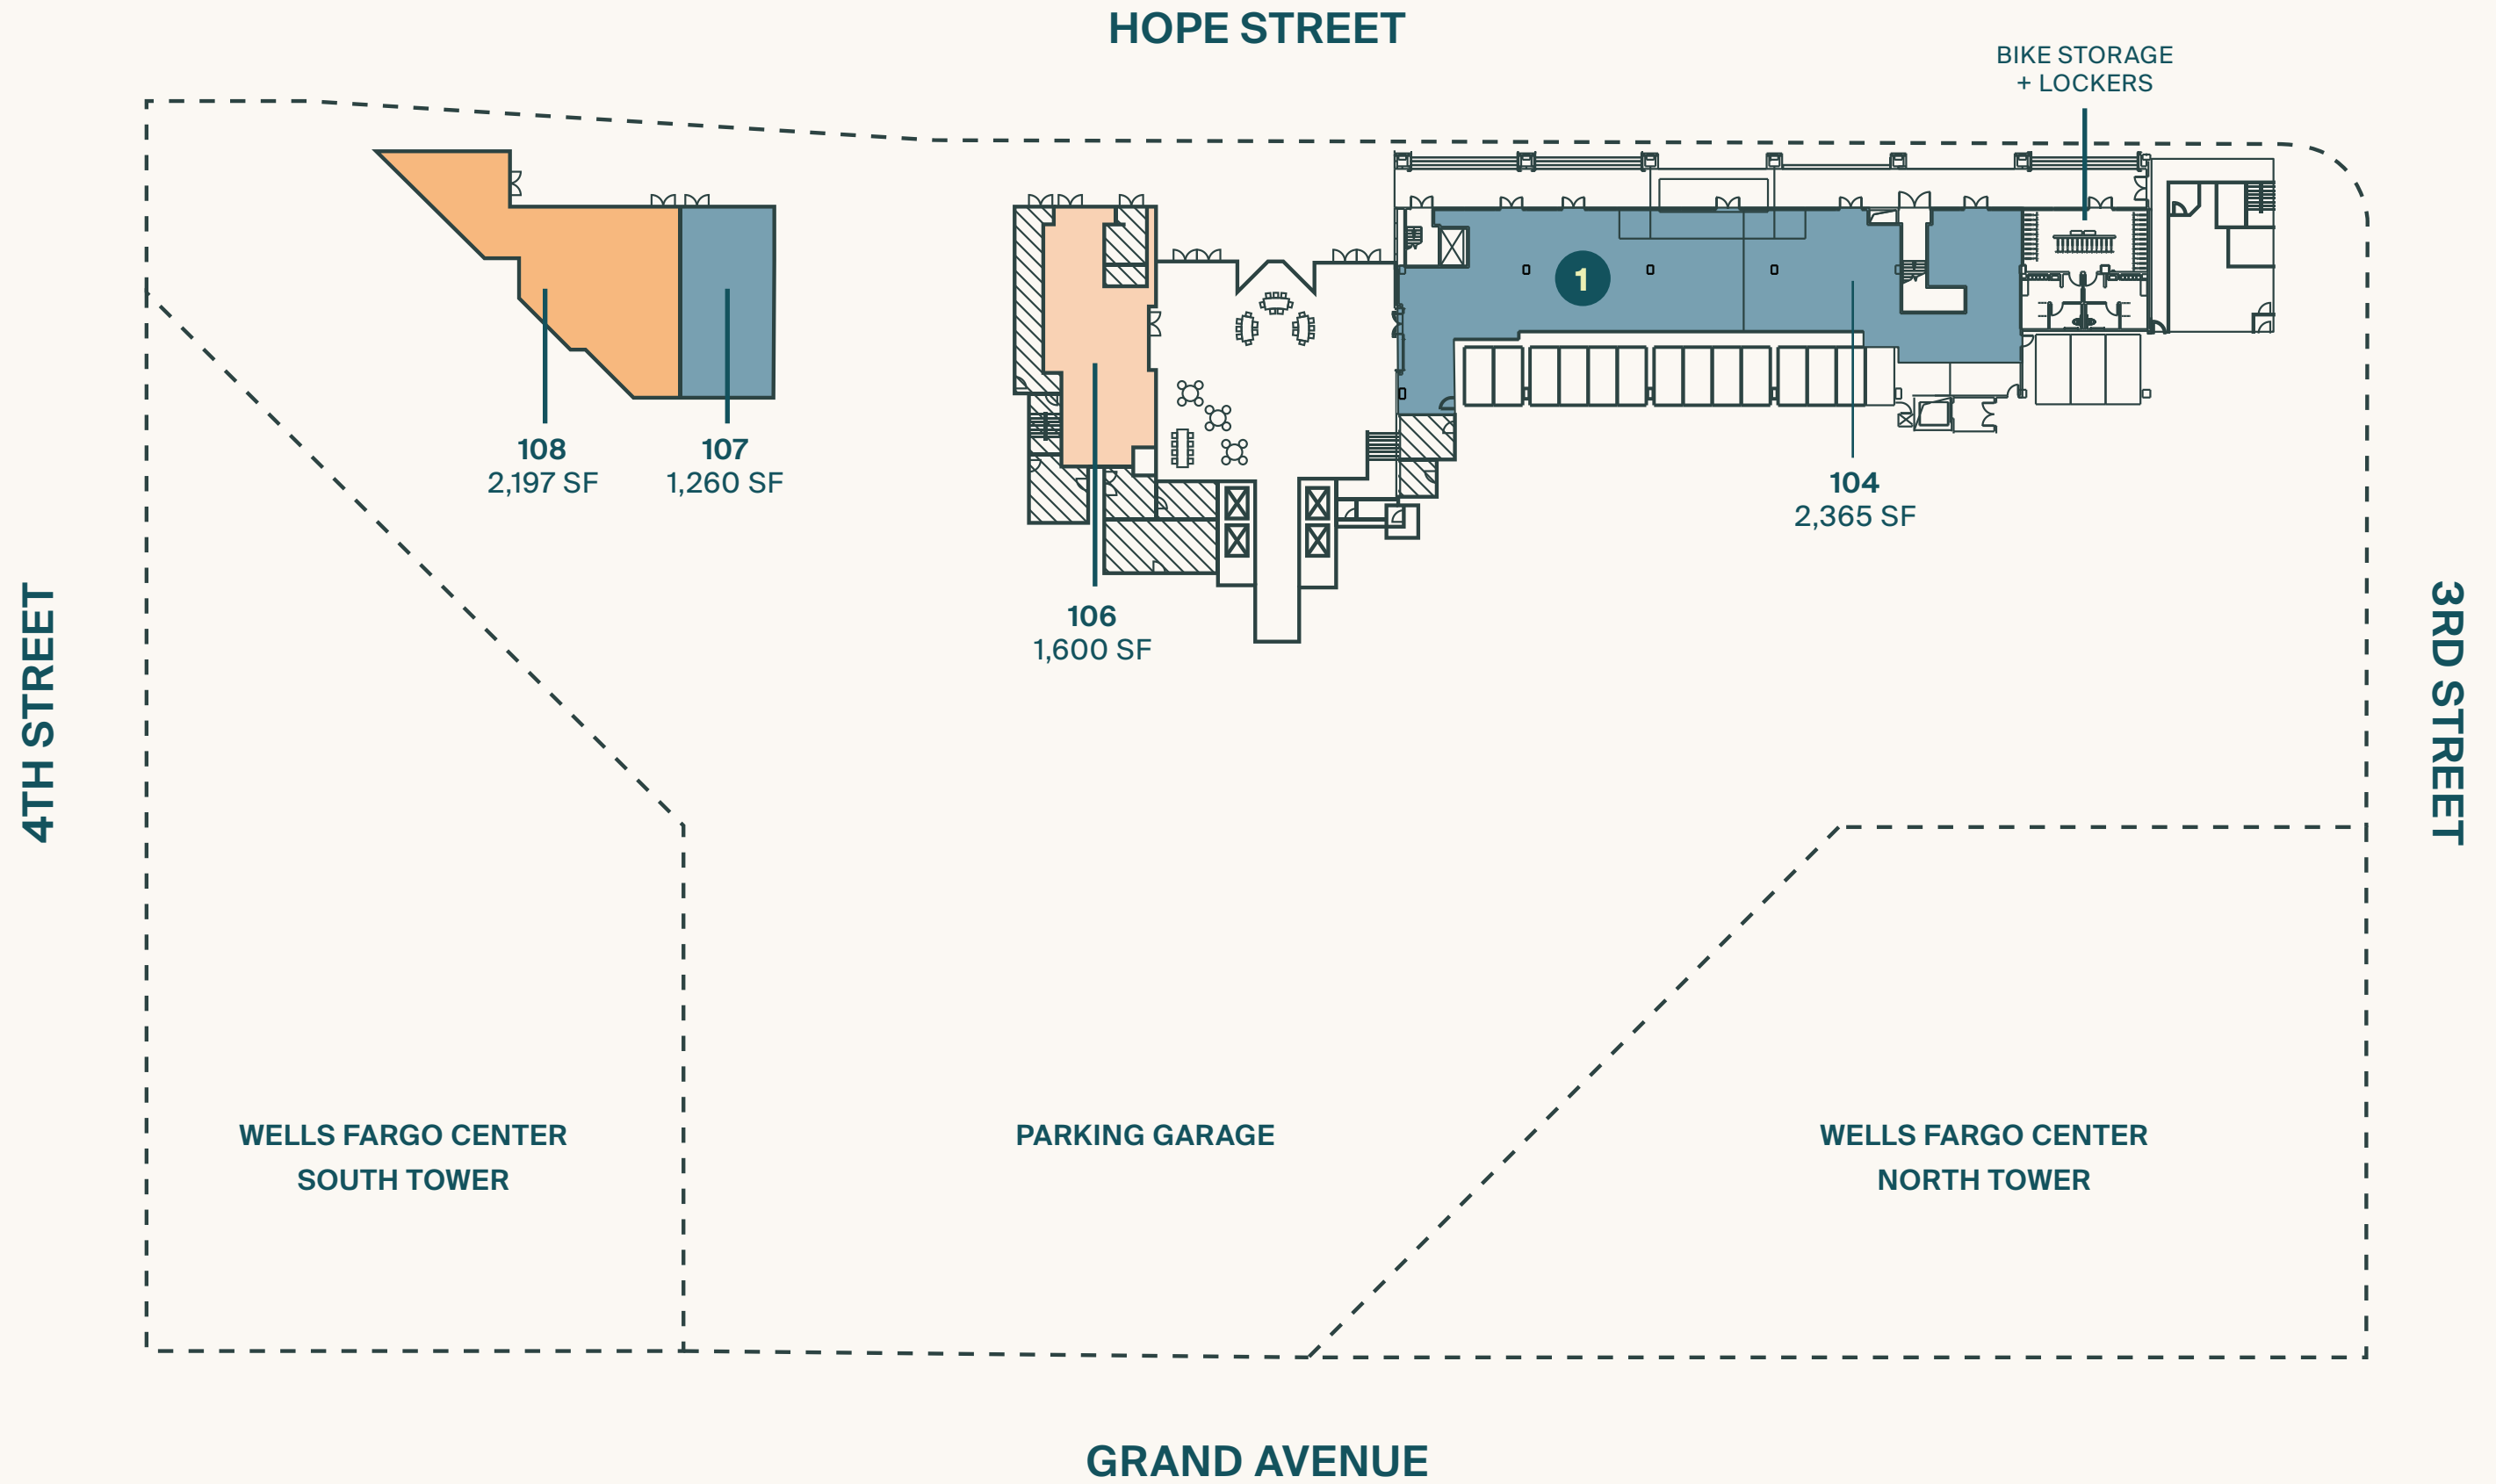 HOPE STREET
BIKE STORAGE
+ LOCKERS
1
108
2,197 SF
107
1,260 SF
104
2,365 SF
106
1,600 SF
4TH STREET
3RD STREET
WELLS FARGO CENTER
SOUTH TOWER
PARKING GARAGE
WELLS FARGO CENTER
NORTH TOWER
GRAND AVENUE